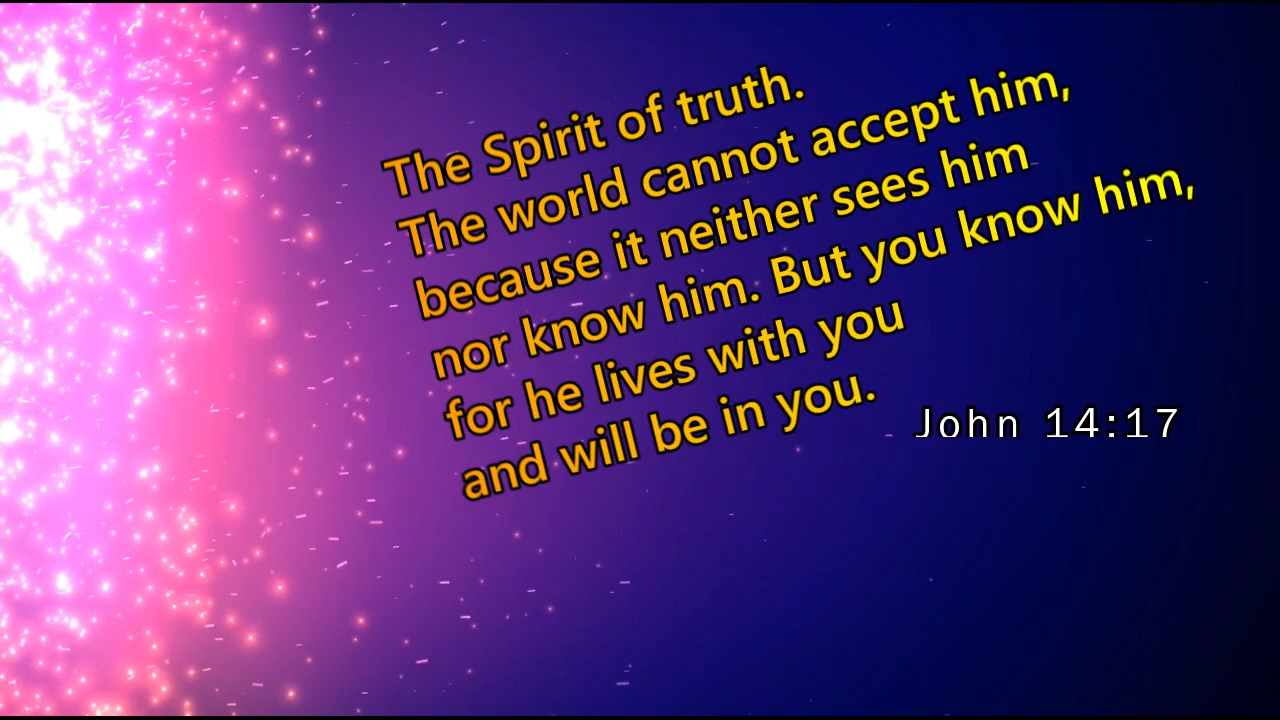 The Spirit of truth.
The world cannot accept him,
because it neither sees him
nor know him. But you know him,
for he lives with you
and will be in you.
John 14:17